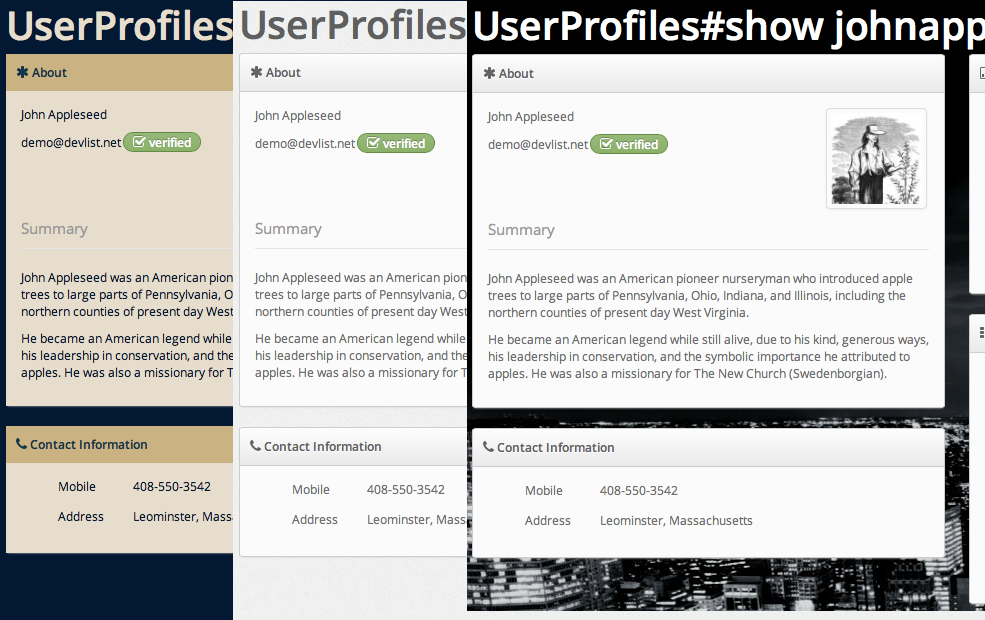 UserProfiles
About
John Appleseed
demo@devlist.net verified
Summary
John Appleseed was an American pion
trees to large parts of Pennsylvania, O
northern counties of present day West
He became an American legend while
his leadership in conservation, and the
apples. He was also a missionary for T
Contact Information
Mobile 408-550-3542
Address Leominster, Mass
UserProfiles
About
John Appleseed
demo@devlist.net verified
Summary
John Appleseed was an American pion
trees to large parts of Pennsylvania, O
northern counties of present day West
He became an American legend while
his leadership in conservation, and the
apples. He was also a missionary for T
Contact Information
Mobile 408-550-3542
Address Leominster, Mass
UserProfiles#show johnapp
About
John Appleseed
demo@devlist.net verified
Summary
John Appleseed was an American pioneer nurseryman who introduced apple
trees to large parts of Pennsylvania, Ohio, Indiana, and Illinois, including the
northern counties of present day West Virginia.
He became an American legend while still alive, due to his kind, generous ways,
his leadership in conservation, and the symbolic importance he attributed to
apples. He was also a missionary for The New Church (Swedenborgian).
Contact Information
Mobile 408-550-3542
Address Leominster, Massachusetts